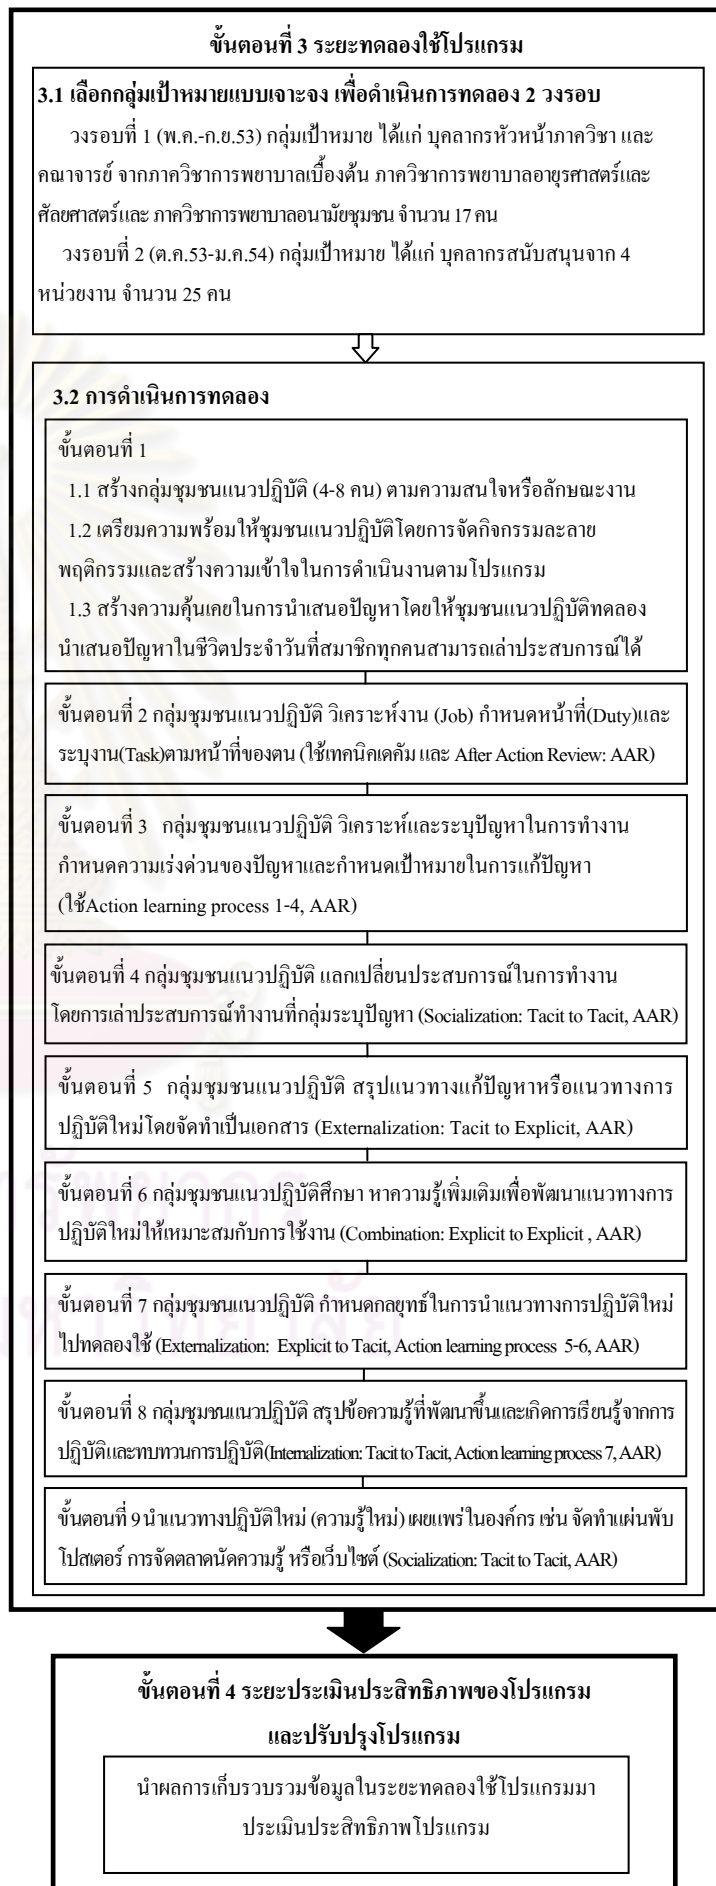 ขั้นตอนที่ 3 ระยะทดลองใช้โปรแกรม
3.1 เลือกกลุ่มเป้าหมายแบบเจาะจง เพื่อดำเนินการทดลอง 2 วงรอบ
วงรอบที่ 1 (พ.ค.-ก.ย.53) กลุ่มเป้าหมาย ได้แก่ บุคลากรหัวหน้าภาควิชา และ
คณาจารย์ จากภาควิชาการพยาบาลเบื้องต้น ภาควิชาการพยาบาลอายุรศาสตร์และ
ศัลยศาสตร์และ ภาควิชาการพยาบาลอนามัยชุมชน จำนวน 17 คน
วงรอบที่ 2 (ต.ค.53-ม.ค.54) กลุ่มเป้าหมาย ได้แก่ บุคลากรสนับสนุนจาก 4
หน่วยงาน จำนวน 25 คน
3.2 การดำเนินการทดลอง
ขั้นตอนที่ 1
1.1 สร้างกลุ่มชุมชนแนวปฏิบัติ (4-8 คน) ตามความสนใจหรือลักษณะงาน
1.2 เตรียมความพร้อมให้ชุมชนแนวปฏิบัติโดยการจัดกิจกรรมละลาย
พฤติกรรมและสร้างความเข้าใจในการดำเนินงานตามโปรแกรม
1.3 สร้างความคุ้นเคยในการนำเสนอปัญหาโดยให้ชุมชนแนวปฏิบัติทดลอง
นำเสนอปัญหาในชีวิตประจำวันที่สมาชิกทุกคนสามารถเล่าประสบการณ์ได้
ขั้นตอนที่ 2 กลุ่มชุมชนแนวปฏิบัติ วิเคราะห์งาน (Job) กำหนดหน้าที่(Duty)และ
ระบุงาน(Task)ตามหน้าที่ของตน (ใช้เทคนิคเดคัม และ After Action Review: AAR)
ขั้นตอนที่ 3 กลุ่มชุมชนแนวปฏิบัติ วิเคราะห์และระบุปัญหาในการทำงาน
กำหนดความเร่งด่วนของปัญหาและกำหนดเป้าหมายในการแก้ปัญหา
(ใช้Action learning process 1-4, AAR)
ขั้นตอนที่ 4 กลุ่มชุมชนแนวปฏิบัติ แลกเปลี่ยนประสบการณ์ในการทำงาน
โดยการเล่าประสบการณ์ทำงานที่กลุ่มระบุปัญหา (Socialization: Tacit to Tacit, AAR)
ขั้นตอนที่ 5 กลุ่มชุมชนแนวปฏิบัติ สรุปแนวทางแก้ปัญหาหรือแนวทางการ
ปฏิบัติใหม่โดยจัดทำเป็นเอกสาร (Externalization: Tacit to Explicit, AAR)
ขั้นตอนที่ 6 กลุ่มชุมชนแนวปฏิบัติศึกษา หาความรู้เพิ่มเติมเพื่อพัฒนาแนวทางการ
ปฏิบัติใหม่ให้เหมาะสมกับการใช้งาน (Combination: Explicit to Explicit , AAR)
ขั้นตอนที่ 7 กลุ่มชุมชนแนวปฏิบัติ กำหนดกลยุทธ์ในการนำแนวทางการปฏิบัติใหม่
ไปทดลองใช้ (Externalization: Explicit to Tacit, Action learning process 5-6, AAR)
ขั้นตอนที่ 8 กลุ่มชุมชนแนวปฏิบัติ สรุปข้อความรู้ที่พัฒนาขึ้นและเกิดการเรียนรู้จากการ
ปฏิบัติและทบทวนการปฏิบัติ(Internalization: Tacit to Tacit, Action learning process 7, AAR)
ขั้นตอนที่ 9 นำแนวทางปฏิบัติใหม่ (ความรู้ใหม่) เผยแพร่ในองค์กร เช่น จัดทำแผ่นพับ
โปสเตอร์ การจัดตลาดนัดความรู้ หรือเว็บไซต์ (Socialization: Tacit to Tacit, AAR)
ขั้นตอนที่ 4 ระยะประเมินประสิทธิภาพของโปรแกรม
และปรับปรุงโปรแกรม
นำผลการเก็บรวบรวมข้อมูลในระยะทดลองใช้โปรแกรมมา
ประเมินประสิทธิภาพโปรแกรม